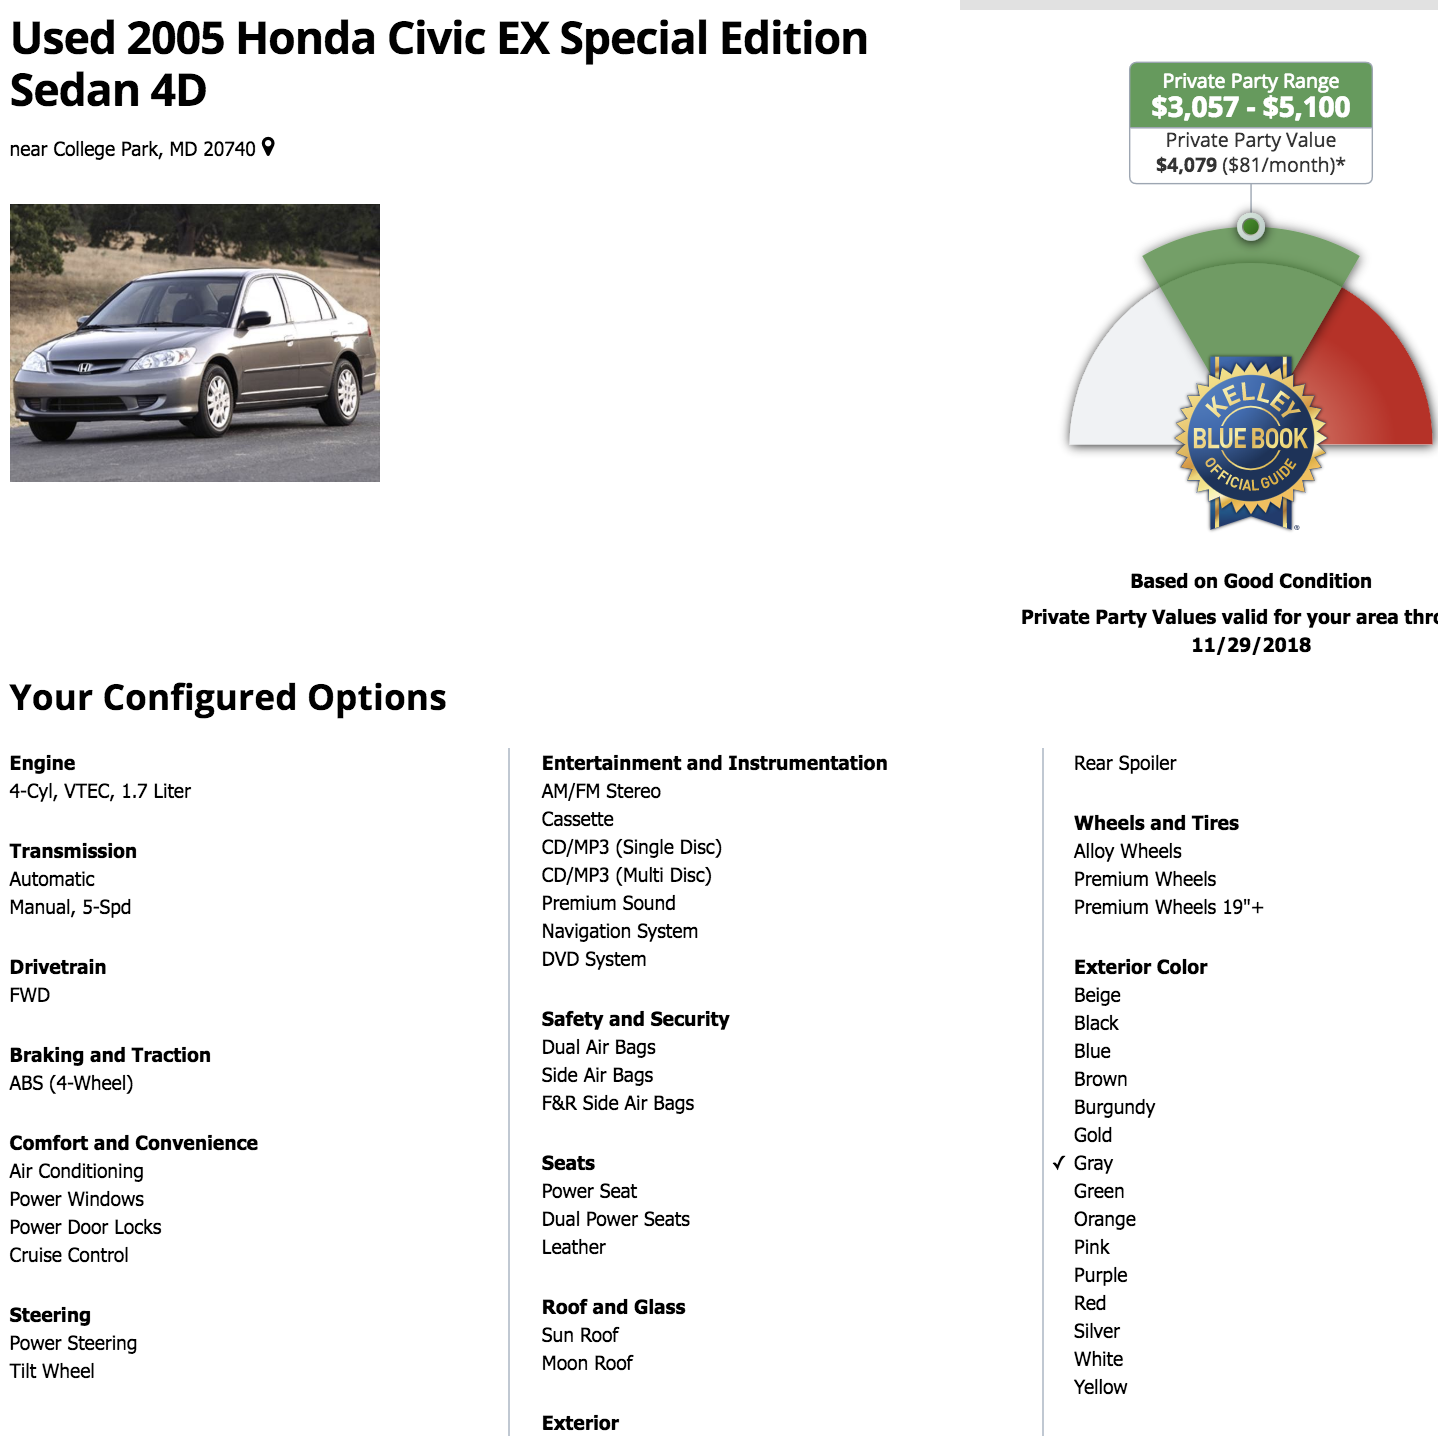 Used 2005 Honda Civic EX Special Edition
Sedan 4D
near College Park, MD 20740
Private Party Range
$3,057 - $5,100
Private Party Value
$4,079 ($81/month)*
KELLEY
BLUE BOOK
OFFICIAL GUIDE
®
Based on Good Condition
Private Party Values valid for your area thro
11/29/2018
Your Configured Options
Engine
4-Cyl, VTEC, 1.7 Liter
Transmission
Automatic
Manual, 5-Spd
Drivetrain
FWD
Braking and Traction
ABS (4-Wheel)
Comfort and Convenience
Air Conditioning
Power Windows
Power Door Locks
Cruise Control
Steering
Power Steering
Tilt Wheel
Entertainment and Instrumentation
AM/FM Stereo
Cassette
CD/MP3 (Single Disc)
CD/MP3 (Multi Disc)
Premium Sound
Navigation System
DVD System
Safety and Security
Dual Air Bags
Side Air Bags
F&R Side Air Bags
Seats
Power Seat
Dual Power Seats
Leather
Roof and Glass
Sun Roof
Moon Roof
Exterior
Rear Spoiler
Wheels and Tires
Alloy Wheels
Premium Wheels
Premium Wheels 19"+
Exterior Color
Beige
Black
Blue
Brown
Burgundy
Gold
✓ Gray
Green
Orange
Pink
Purple
Red
Silver
White
Yellow